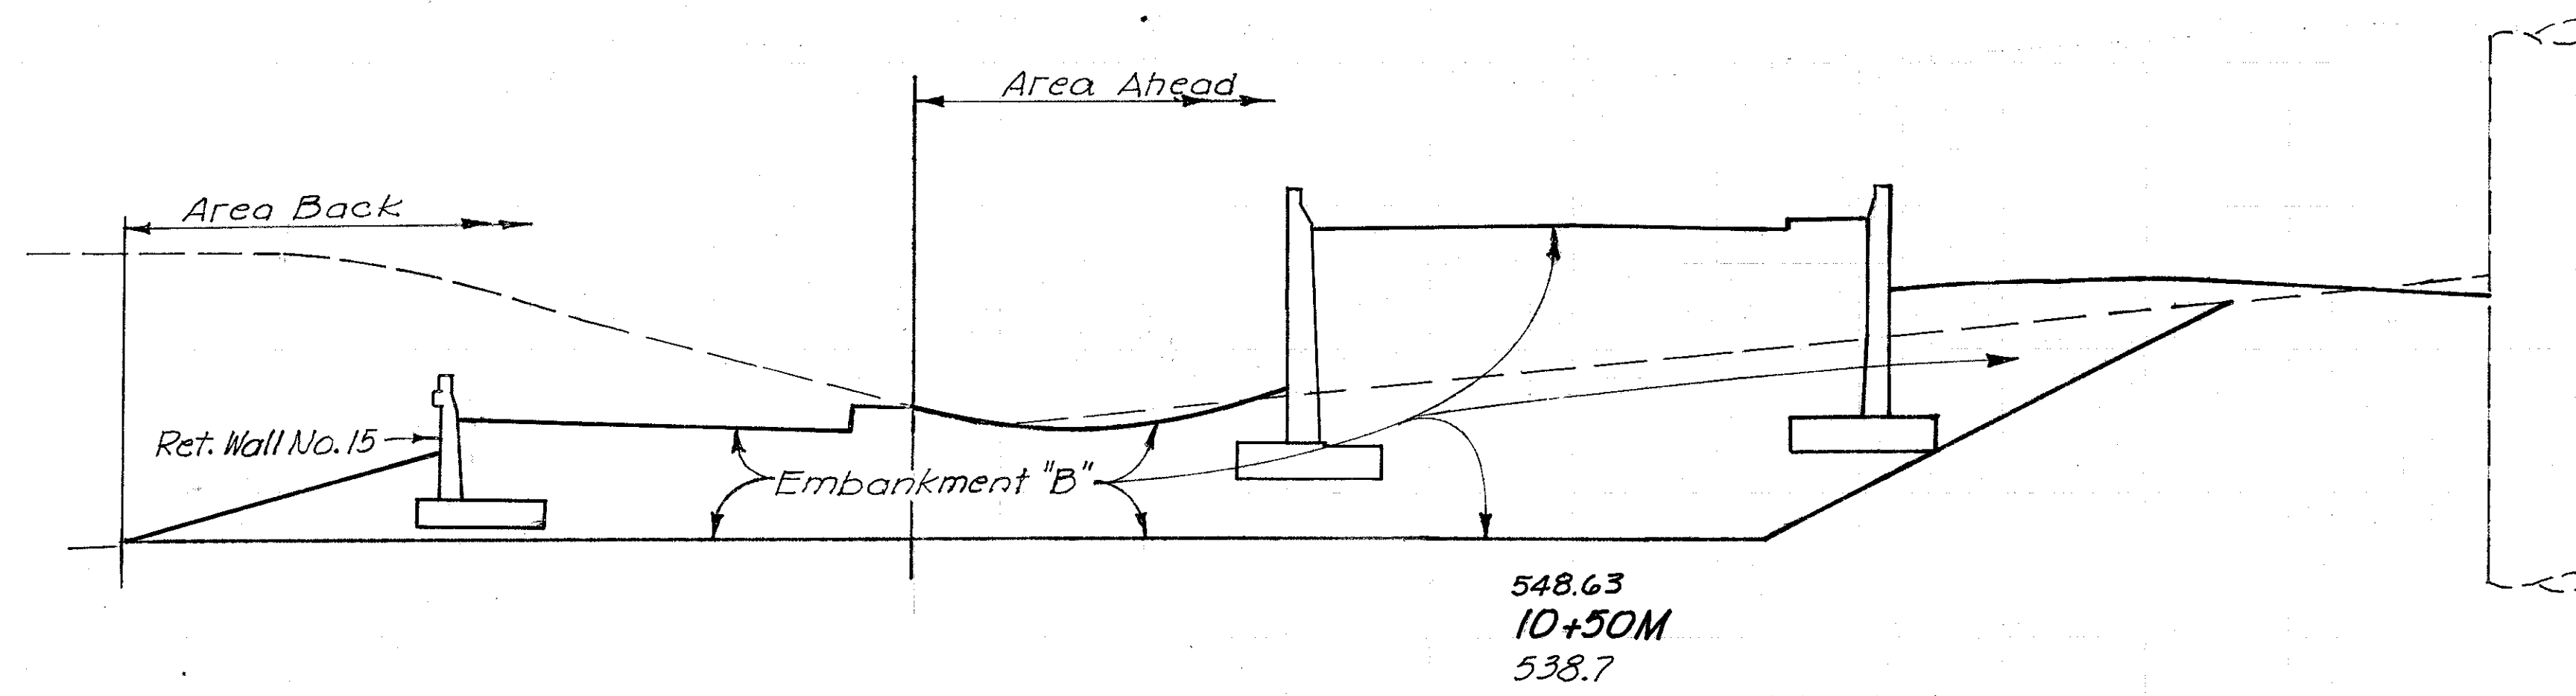 Area Ahead
Area Back
Ret. Wall No. 15
Embankment "B"
548.63
10+50M
538.7